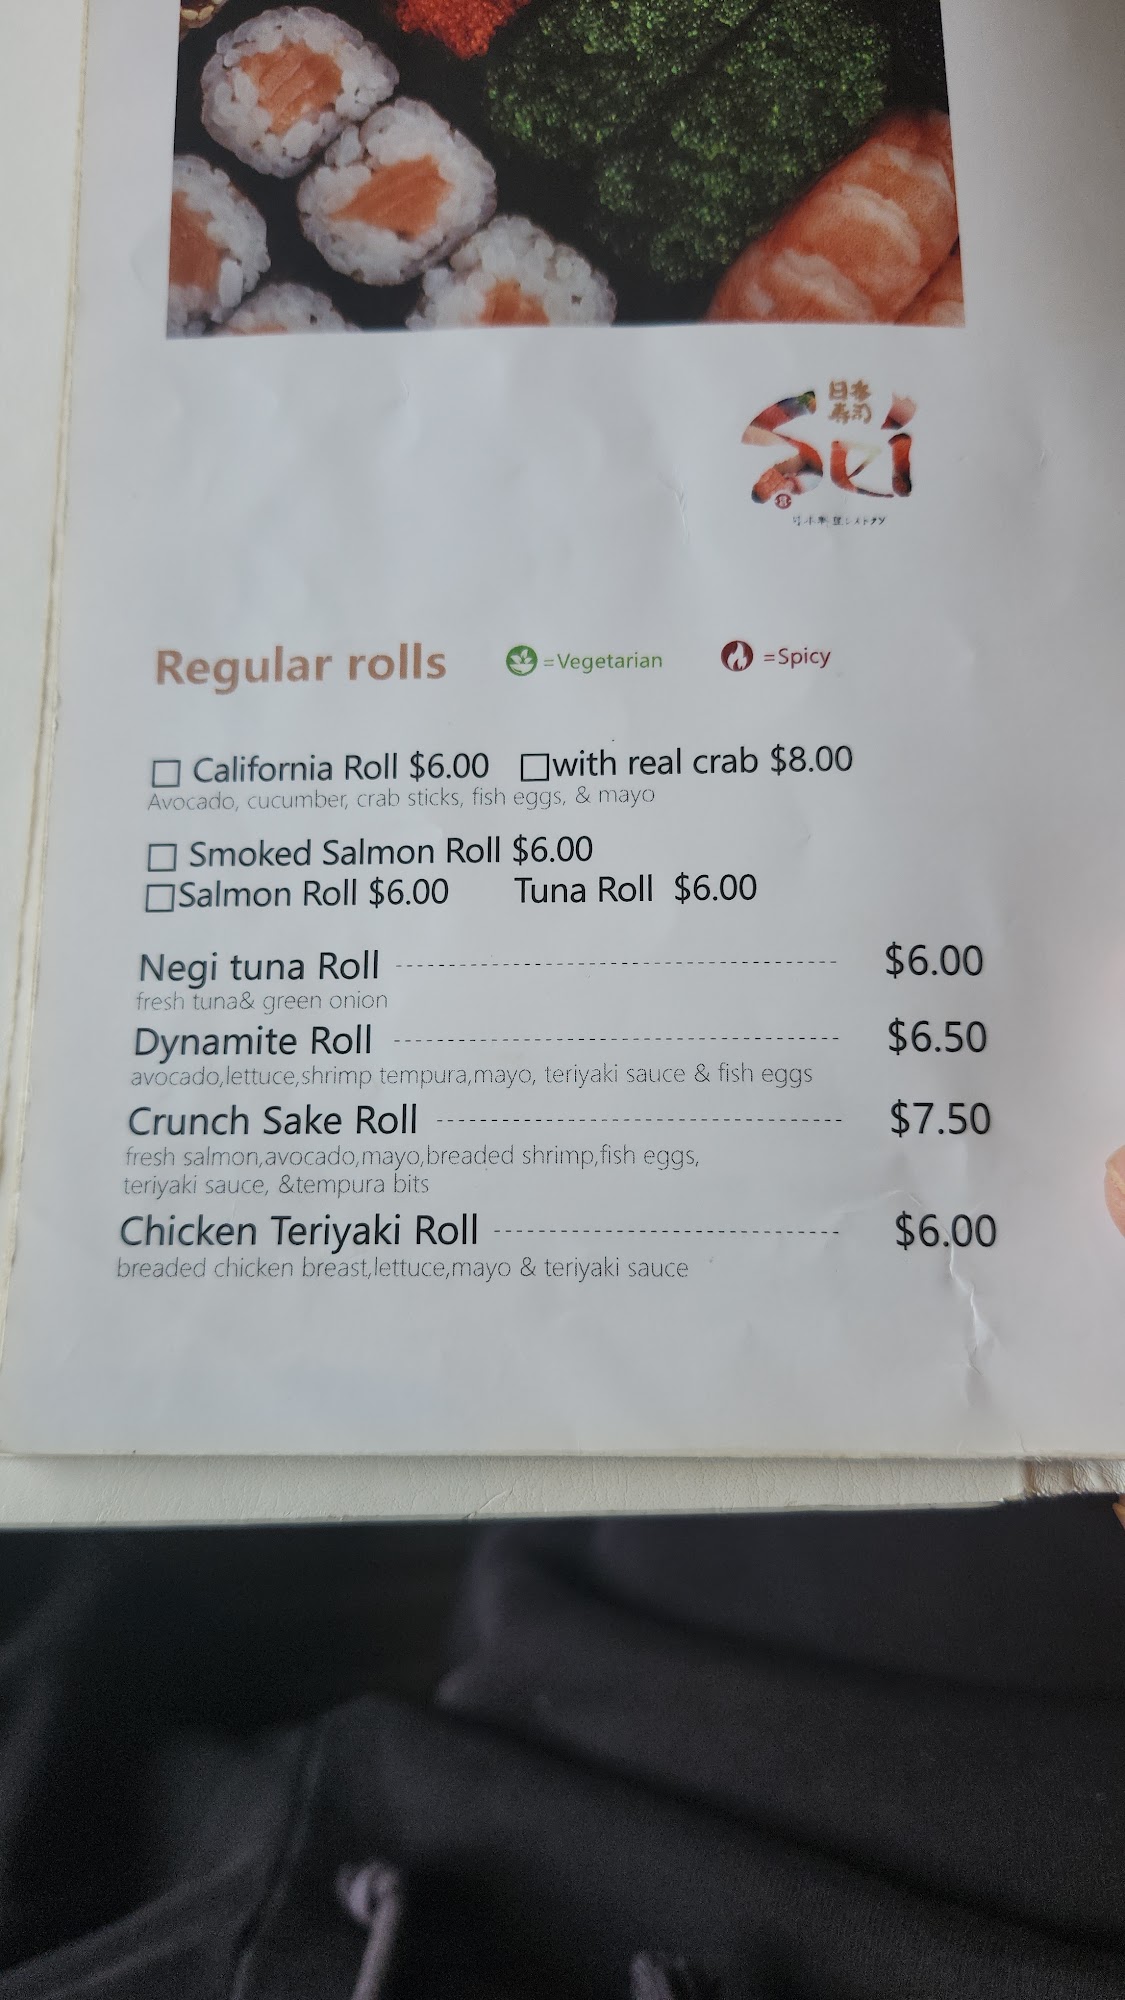 日本
寿司
Sei
Regular rolls =Vegetarian =Spicy
California Roll $6.00 with real crab $8.00
Avocado, cucumber, crab sticks, fish eggs, & mayo
Smoked Salmon Roll $6.00
Salmon Roll $6.00 Tuna Roll $6.00
Negi tuna Roll $6.00
fresh tuna& green onion
Dynamite Roll $6.50
avocado,lettuce,shrimp tempura,mayo, teriyaki sauce & fish eggs
Crunch Sake Roll $7.50
fresh salmon,avocado,mayo,breaded shrimp,fish eggs,
teriyaki sauce, &tempura bits
Chicken Teriyaki Roll $6.00
breaded chicken breast,lettuce,mayo & teriyaki sauce